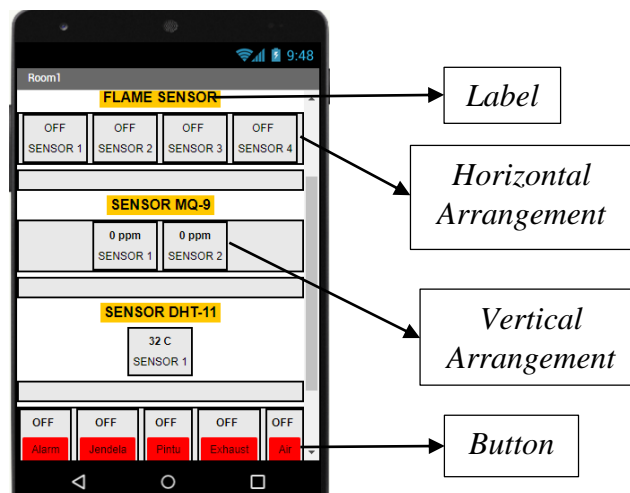 9:48
Room1
FLAME SENSOR
Label
OFF OFF OFF OFF
SENSOR 1 SENSOR 2 SENSOR 3 SENSOR 4
Horizontal
Arrangement
SENSOR MQ-9
0 ppm 0 ppm
SENSOR 1 SENSOR 2
SENSOR DHT-11
Vertical
Arrangement
32 C
SENSOR 1
OFF OFF OFF OFF OFF
Alarm Jendela Pintu Exhaust Air
Button